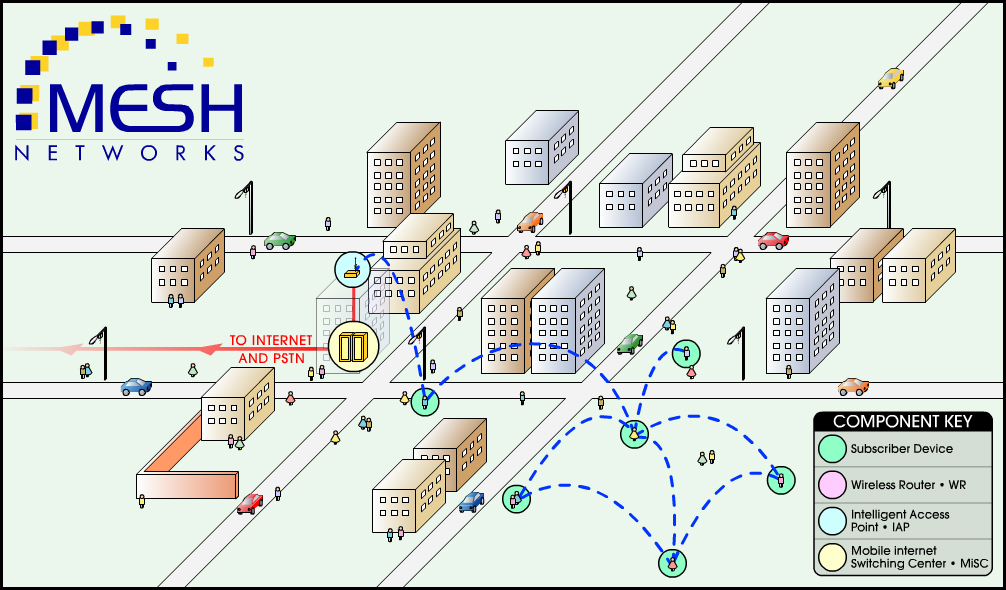 MESH
NETWORKS
TO INTERNET
AND PSTN
COMPONENT KEY
Subscriber Device
Wireless Router • WR
Intelligent Access
Point • IAP
Mobile internet
Switching Center • MiSC